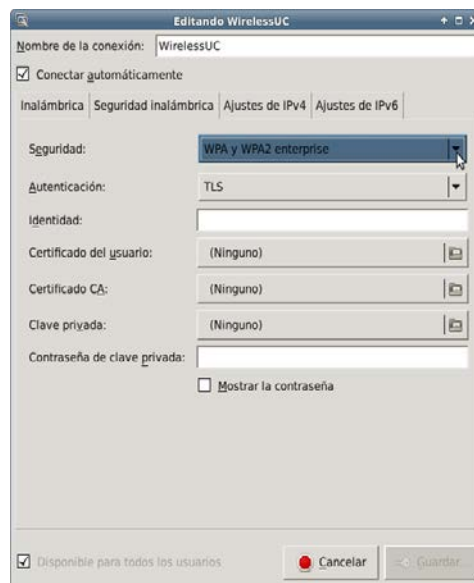 Editando WirelessUC
Nombre de la conexión: WirelessUC
Conectar automáticamente
Inalámbrica Seguridad inalámbrica Ajustes de IPv4 Ajustes de IPv6
Seguridad: WPA y WPA2 enterprise
Autenticación: TLS
Identidad:
Certificado del usuario: (Ninguno)
Certificado CA: (Ninguno)
Clave privada: (Ninguno)
Contraseña de clave privada:
Mostrar la contraseña
Disponible para todos los usuarios Cancelar Guardar